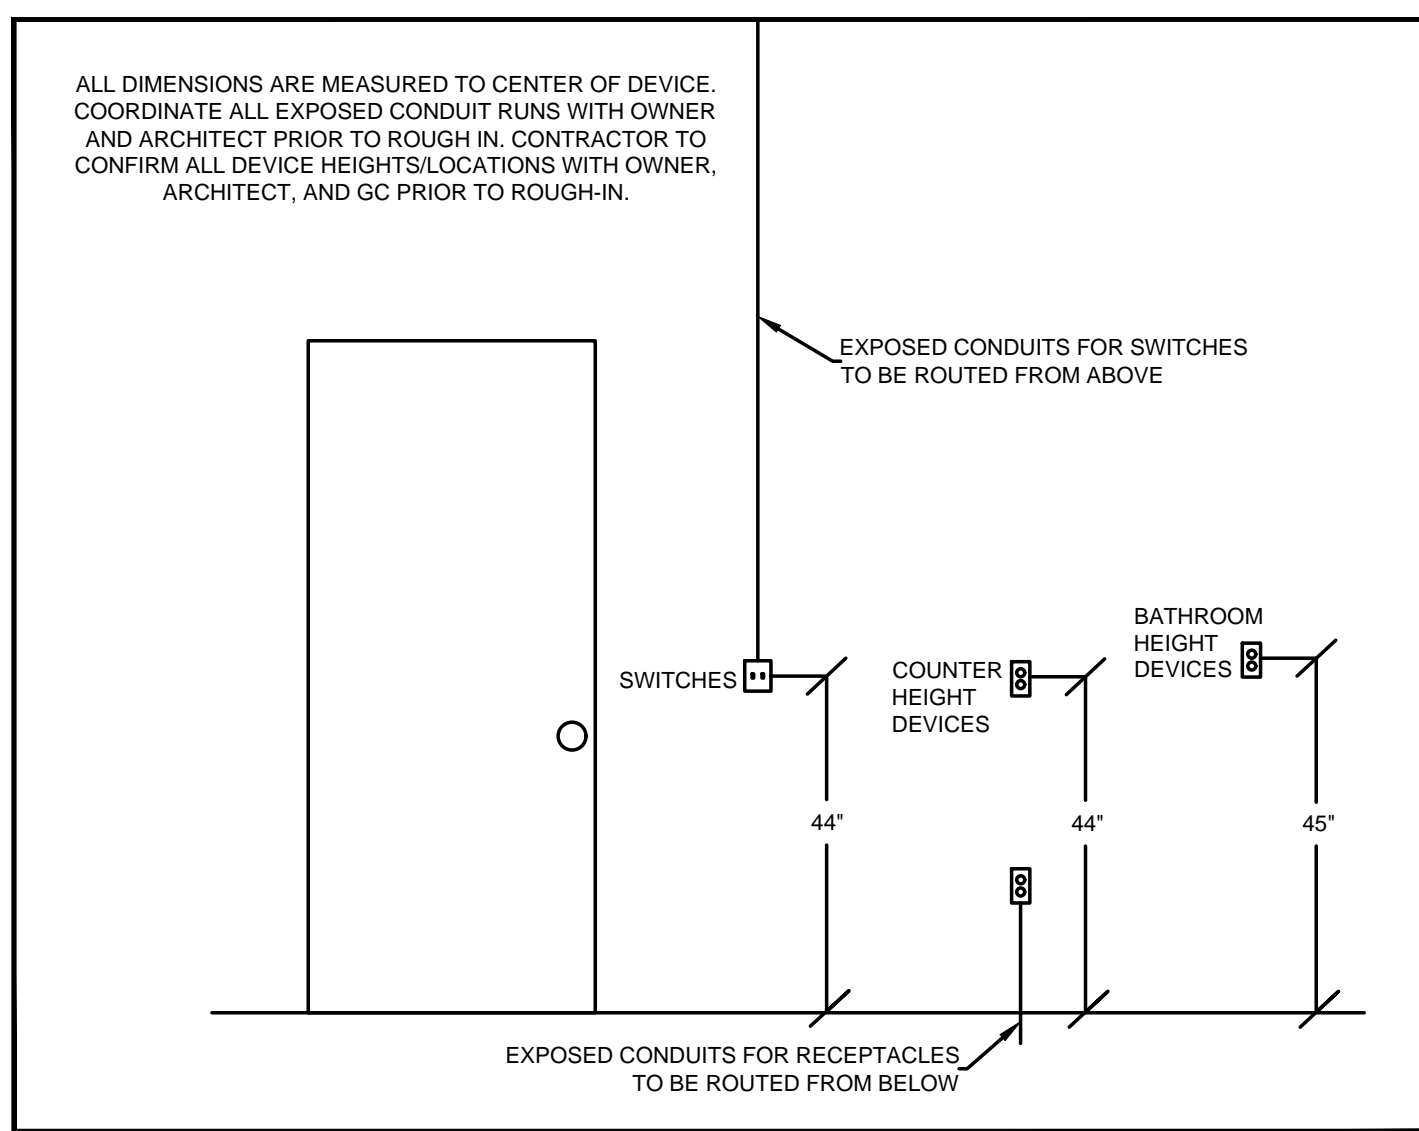 ALL DIMENSIONS ARE MEASURED TO CENTER OF DEVICE.
COORDINATE ALL EXPOSED CONDUIT RUNS WITH OWNER
AND ARCHITECT PRIOR TO ROUGH IN. CONTRACTOR TO
CONFIRM ALL DEVICE HEIGHTS/LOCATIONS WITH OWNER,
ARCHITECT, AND GC PRIOR TO ROUGH-IN.
EXPOSED CONDUITS FOR SWITCHES
TO BE ROUTED FROM ABOVE
SWITCHES
COUNTER
HEIGHT
DEVICES
BATHROOM
HEIGHT
DEVICES
44"
44"
45"
EXPOSED CONDUITS FOR RECEPTACLES
TO BE ROUTED FROM BELOW